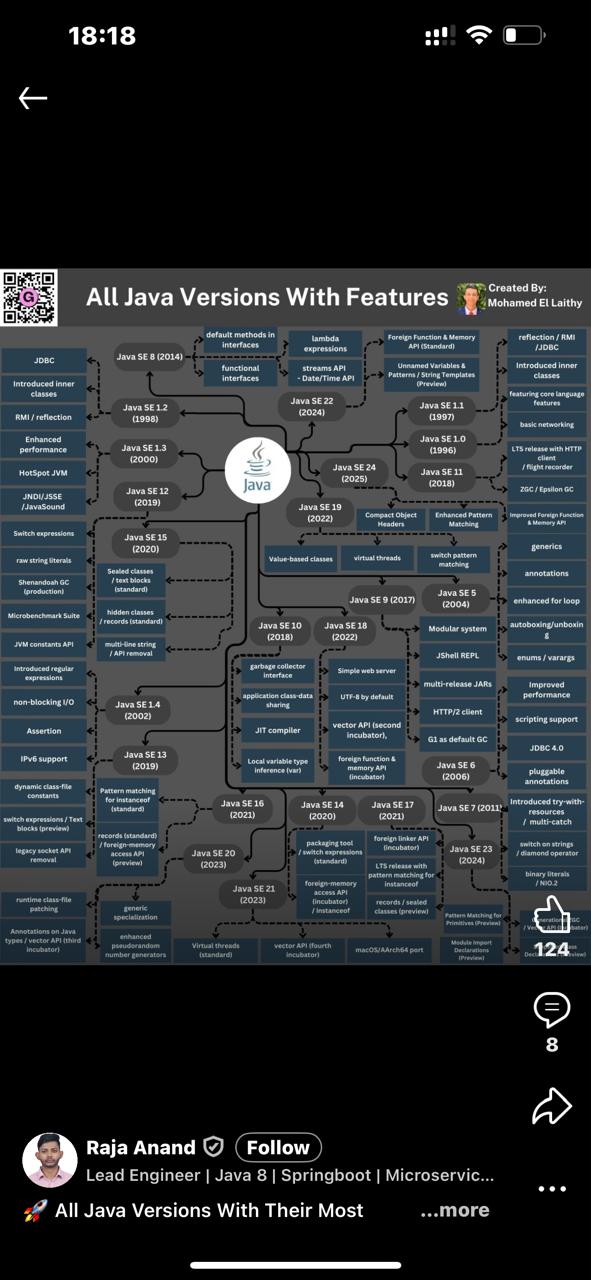 18:18
G
All Java Versions With Features
Created By:
Mohamed El Laithy
Java SE 8 (2014)
default methods in
interfaces
functional
interfaces
lambda
expressions
streams API
- Date/Time API
Java SE 22
(2024)
Foreign Function & Memory
API (Standard)
Unnamed Variables &
Patterns / String Templates
(Preview)
JDBC
Introduced inner
classes
RMI / reflection
Java SE 1.2
(1998)
Enhanced
performance
HotSpot JVM
JNDI/JSSE
/JavaSound
Java SE 1.3
(2000)
Java SE 12
(2019)
Java
Java SE 1.1
(1997)
Java SE 1.0
(1996)
Java SE 11
(2018)
reflection / RMI
/JDBC
Introduced inner
classes
featuring core language
features
basic networking
LTS release with HTTP
client
/ flight recorder
ZGC / Epsilon GC
Java SE 24
(2025)
Compact Object
Headers
Enhanced Pattern
Matching
Improved Foreign Function
& Memory API
Java SE 19
(2022)
Value-based classes
virtual threads
switch pattern
matching
Switch expressions
raw string literals
Shenandoah GC
(production)
Microbenchmark Suite
JVM constants API
Java SE 15
(2020)
Sealed classes
/ text blocks
(standard)
hidden classes
/ records (standard)
multi-line string
/ API removal
generics
annotations
enhanced for loop
autoboxing/unboxin
g
enums / varargs
Java SE 9 (2017)
Java SE 5
(2004)
Modular system
JShell REPL
multi-release JARs
HTTP/2 client
G1 as default GC
Java SE 10
(2018)
Java SE 18
(2022)
garbage collector
interface
application class-data
sharing
JIT compiler
Local variable type
inference (var)
Simple web server
UTF-8 by default
vector API (second
incubator),
foreign function &
memory API
(incubator)
Introduced regular
expressions
non-blocking I/O
Assertion
IPv6 support
Java SE 1.4
(2002)
Java SE 13
(2019)
dynamic class-file
constants
switch expressions / Text
blocks (preview)
legacy socket API
removal
Pattern matching
for instanceof
(standard)
records (standard)
/ foreign-memory
access API
(preview)
Improved
performance
scripting support
JDBC 4.0
pluggable
annotations
Java SE 6
(2006)
Java SE 16
(2021)
Java SE 14
(2020)
Java SE 17
(2021)
Java SE 7 (2011)
Introduced try-with-
resources
/ multi-catch
switch on strings
/ diamond operator
binary literals
/ NIO.2
packaging tool
/ switch expressions
(standard)
foreign-memory
access API
(incubator)
/ instanceof
foreign linker API
(incubator)
LTS release with
pattern matching for
instanceof
records / sealed
classes (preview)
Java SE 20
(2023)
Java SE 21
(2023)
Java SE 23
(2024)
runtime class-file
patching
Annotations on Java
types / vector API (third
incubator)
generic
specialization
enhanced
pseudorandom
number generators
Virtual threads
(standard)
vector API (fourth
incubator)
macOS/AArch64 port
Pattern Matching for
Primitives (Preview)
Module Import
Declarations
(Preview)
124
8
Raja Anand
Follow
Lead Engineer | Java 8 | Springboot | Microservic...
🚀 All Java Versions With Their Most ...more